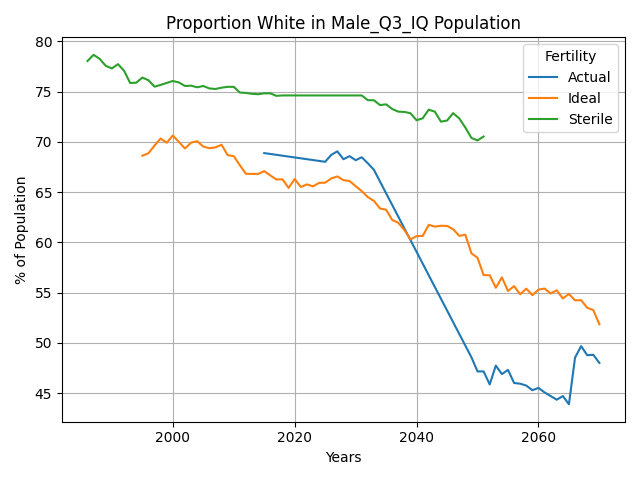 Proportion White in Male_Q3_IQ Population
80
75
70
65
60
55
50
45
% of Population
2000
2020
2040
2060
Years
Fertility
Actual
Ideal
Sterile